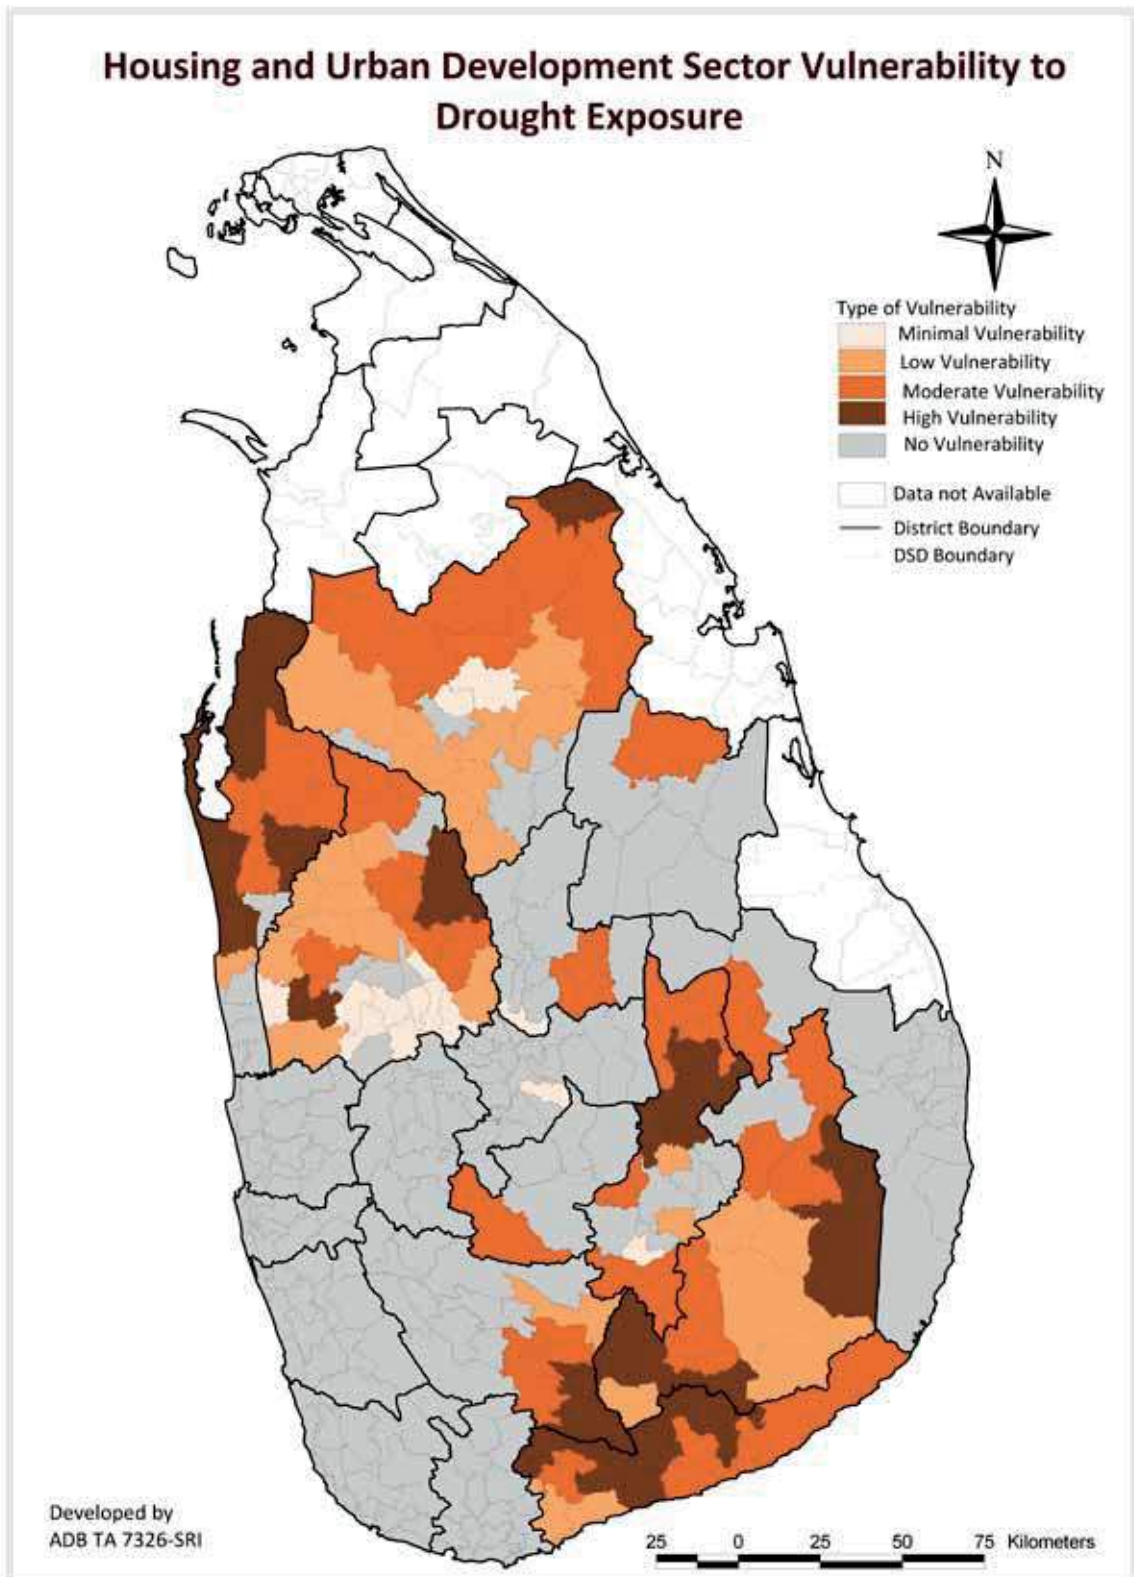 Housing and Urban Development Sector Vulnerability to
Drought Exposure
N
Type of Vulnerability
Minimal Vulnerability
Low Vulnerability
Moderate Vulnerability
High Vulnerability
No Vulnerability
Data not Available
District Boundary
DSD Boundary
Developed by
ADB TA 7326-SRI
25 0 25 50 75 Kilometers